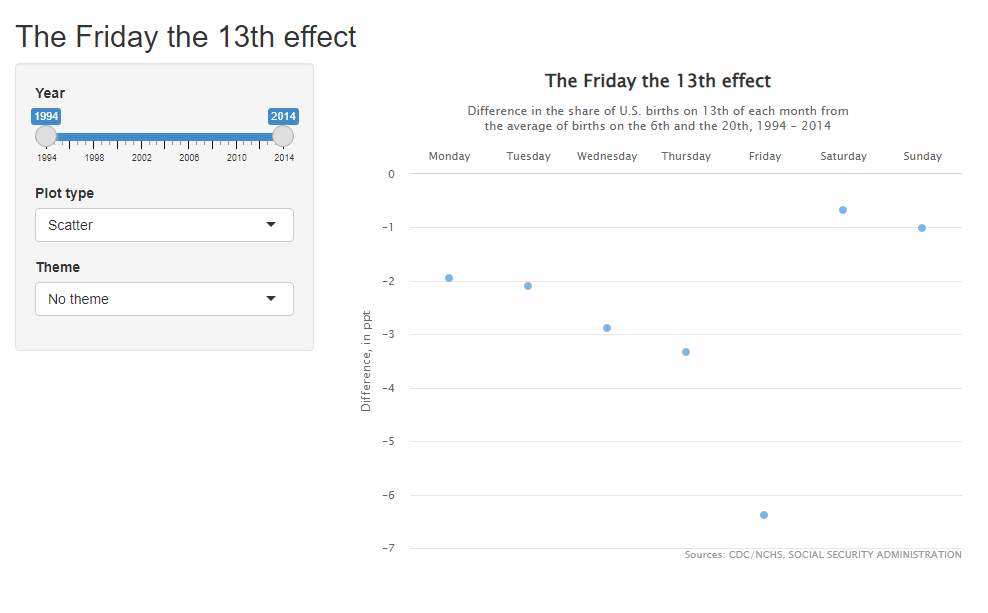 The Friday the 13th effect
Year
1994
2014
1994
1998
2002
2006
2010
2014
Plot type
Scatter
Theme
No theme
The Friday the 13th effect
Difference in the share of U.S. births on 13th of each month from
the average of births on the 6th and the 20th, 1994 – 2014
Monday
Tuesday
Wednesday
Thursday
Friday
Saturday
Sunday
Difference, in ppt
0
−1
−2
−3
−4
−5
−6
−7
Sources: CDC/NCHS, SOCIAL SECURITY ADMINISTRATION